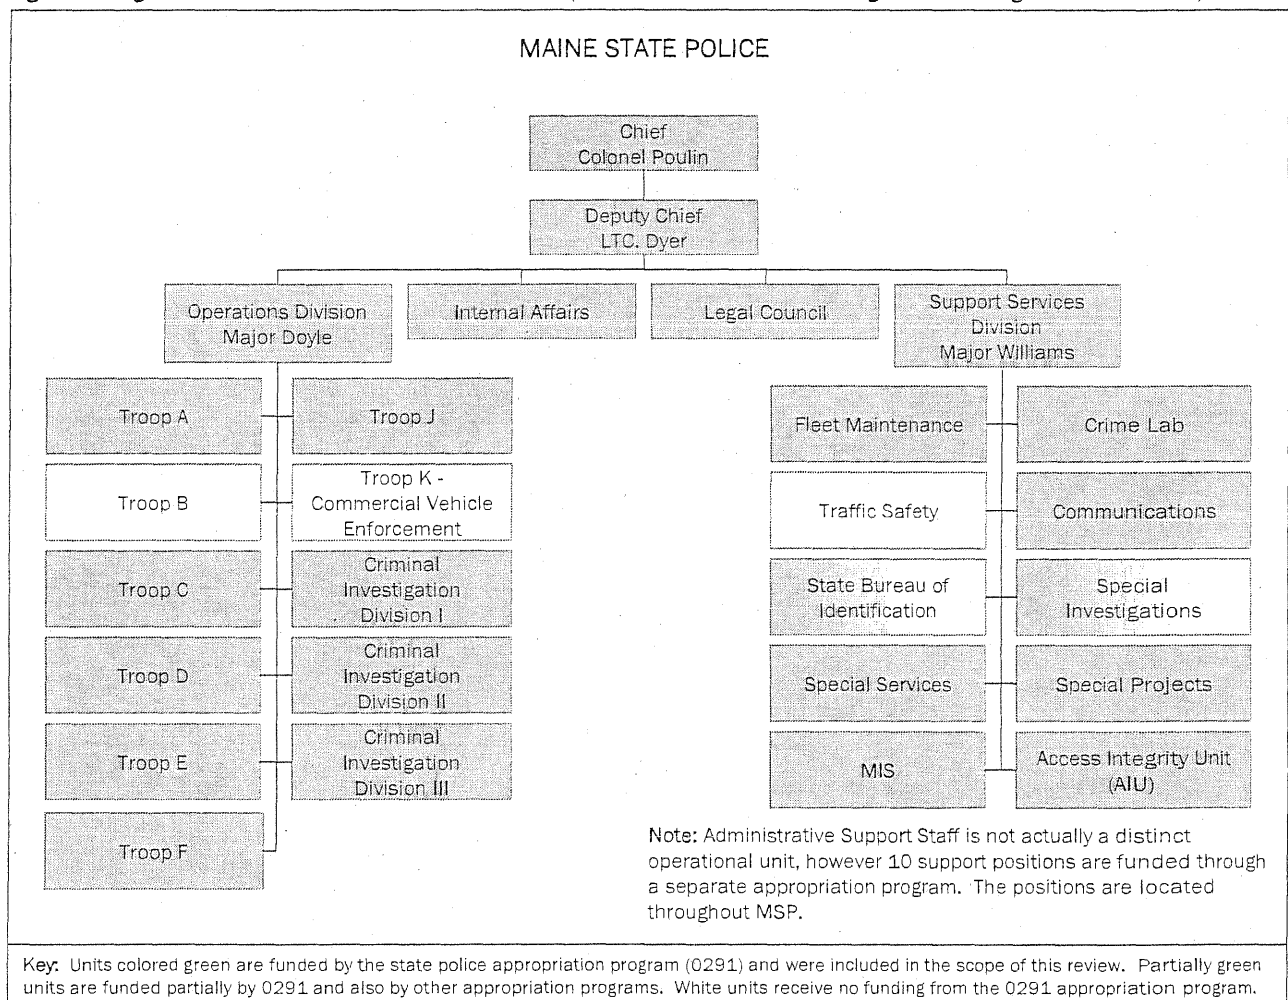 MAINE STATE POLICE
Chief
Colonel Poulin
Deputy Chief
LTC. Dyer
Operations Division
Major Doyle
Internal Affairs
Legal Council
Support Services
Division
Major Williams
Troop A
Troop J
Troop B
Troop K -
Commercial Vehicle
Enforcement
Troop C
Criminal
Investigation
Division I
Troop D
Criminal
Investigation
Division II
Troop E
Criminal
Investigation
Division III
Troop F
Fleet Maintenance
Crime Lab
Traffic Safety
Communications
State Bureau of
Identification
Special
Investigations
Special Services
Special Projects
MIS
Access Integrity Unit
(AIU)
Note: Administrative Support Staff is not actually a distinct
operational unit, however 10 support positions are funded through
a separate appropriation program. The positions are located
throughout MSP.
Key: Units colored green are funded by the state police appropriation program (0291) and were included in the scope of this review. Partially green
units are funded partially by 0291 and also by other appropriation programs. White units receive no funding from the 0291 appropriation program.